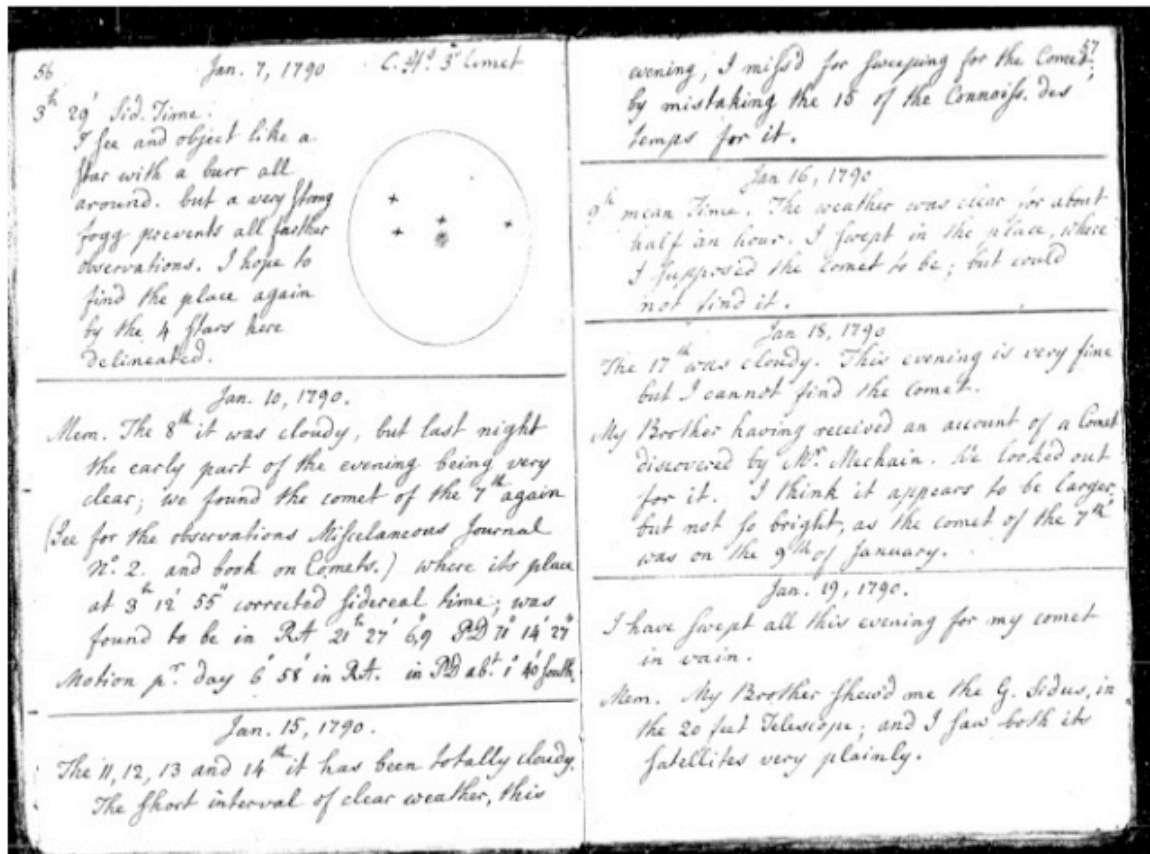 56 Jan. 7, 1790 C. H's. 3d Comet
3h 29' Sid. Time.
I see and object like a
star with a burr all
around. but a very strong
fogg prevents all further
observations. I hope to
find the place again
by the 4 stars here
delineated.
Jan. 10, 1790.
Mem. The 8th it was cloudy, but last night
the early part of the evening being very
clear; we found the comet of the 7th again
(See for the observations Miscelaneous Journal
No. 2. and book on Comets.) where its place
at 3h 12' 55" corrected sidereal time; was
found to be in RA 21h 27' 6",9 PD 71° 14' 27"
Motion pr. day 6' 58" in RA. in PD abt. 1° 40' South.
Jan. 15, 1790.
The 11, 12, 13 and 14th it has been totally cloudy.
The short interval of clear weather, this
57
evening, I miss'd for sweeping for the Comet;
by mistaking the 15 of the Connoiss. des
temps for it.
Jan 16, 1790
9h mean Time. The weather was clear for about
half an hour. I swept in the place, where
I supposed the comet to be; but could
not find it.
Jan 18, 1790
The 17th was cloudy. This evening is very fine
but I cannot find the Comet.
My Brother having received an account of a Comet
discovered by Mr. Mechain. We looked out
for it. I think it appears to be larger,
but not so bright, as the comet of the 7th
was on the 9th of January.
Jan. 19, 1790.
I have swept all this evening for my comet
in vain.
Mem. My Brother shew'd me the G. Sidus, in
the 20 feet Telescope; and I saw both its
satellites very plainly.